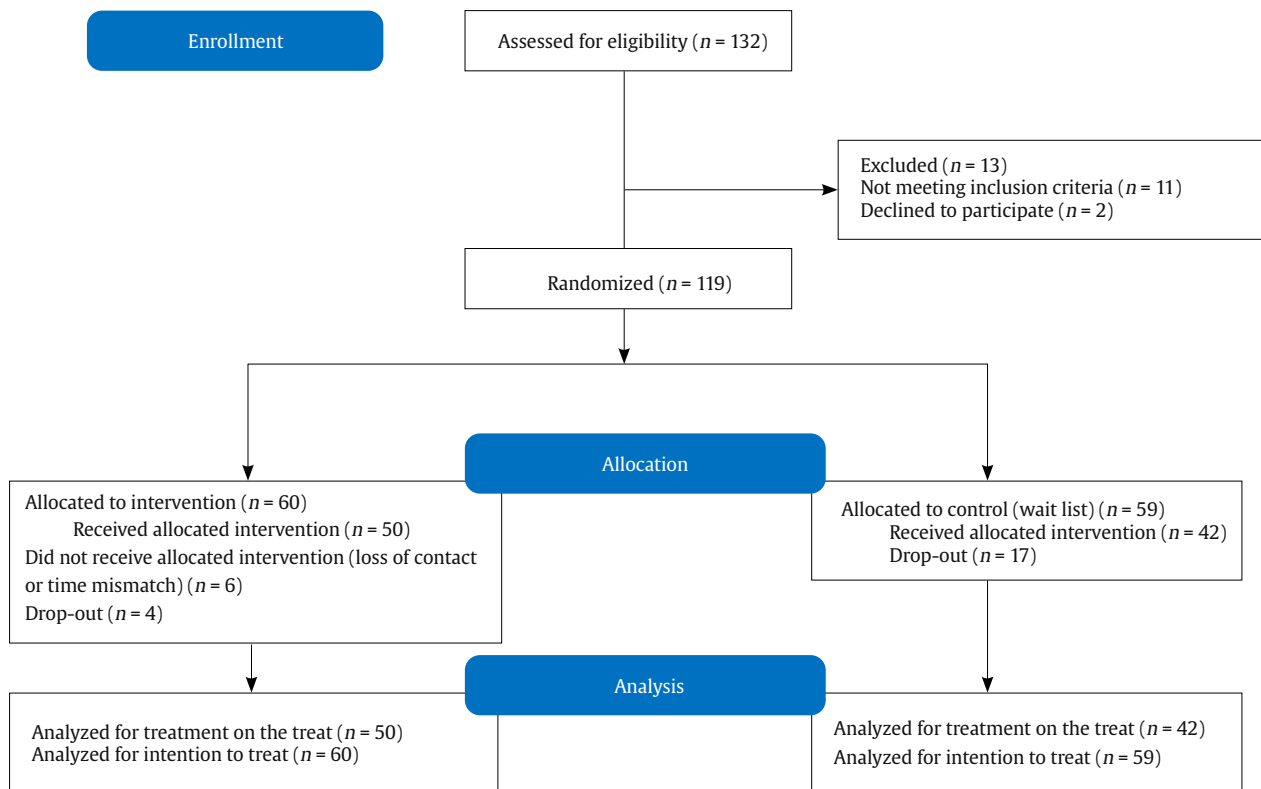 Enrollment
Assessed for eligibility (n = 132)
Excluded (n = 13)
Not meeting inclusion criteria (n = 11)
Declined to participate (n = 2)
Randomized (n = 119)
Allocation
Allocated to intervention (n = 60)
Received allocated intervention (n = 50)
Did not receive allocated intervention (loss of contact
or time mismatch) (n = 6)
Drop-out (n = 4)
Allocated to control (wait list) (n = 59)
Received allocated intervention (n = 42)
Drop-out (n = 17)
Analysis
Analyzed for treatment on the treat (n = 50)
Analyzed for intention to treat (n = 60)
Analyzed for treatment on the treat (n = 42)
Analyzed for intention to treat (n = 59)